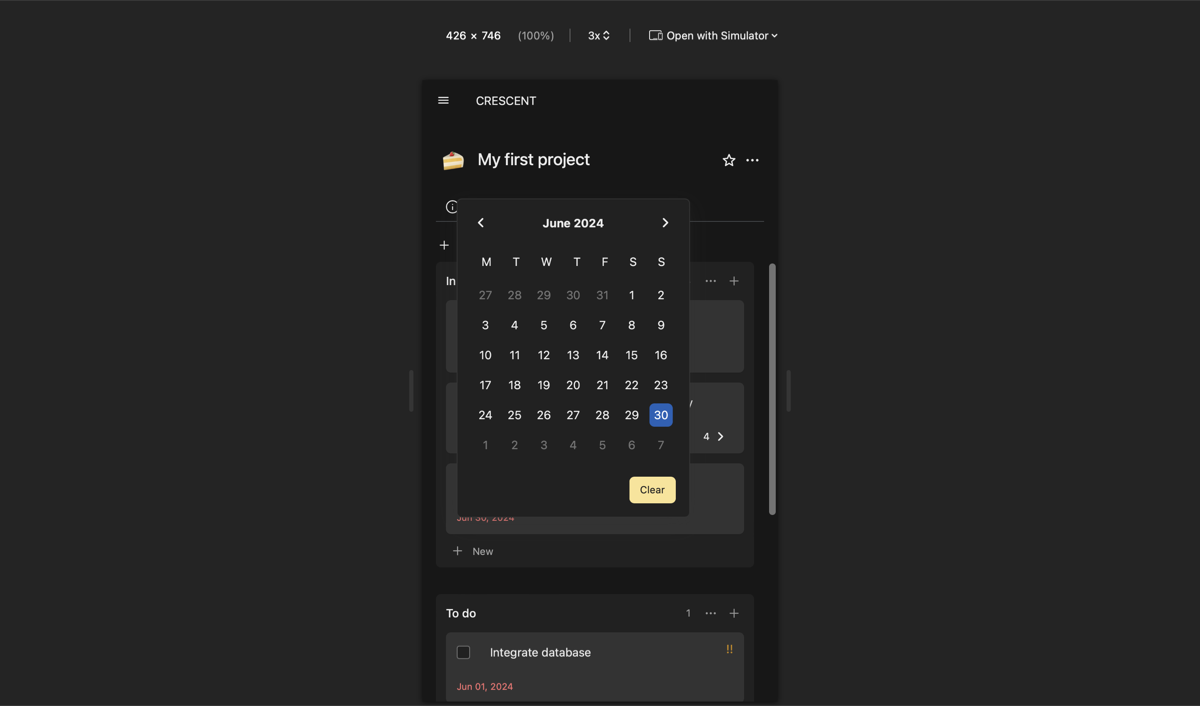 426 × 746 (100%) 3x Open with Simulator
CRESCENT
My first project
June 2024
M T W T F S S
In
27 28 29 30 31 1 2
3 4 5 6 7 8 9
10 11 12 13 14 15 16
17 18 19 20 21 22 23
24 25 26 27 28 29 30
4
1 2 3 4 5 6 7
Clear
Jun 30, 2024
New
To do 1
Integrate database !!
Jun 01, 2024